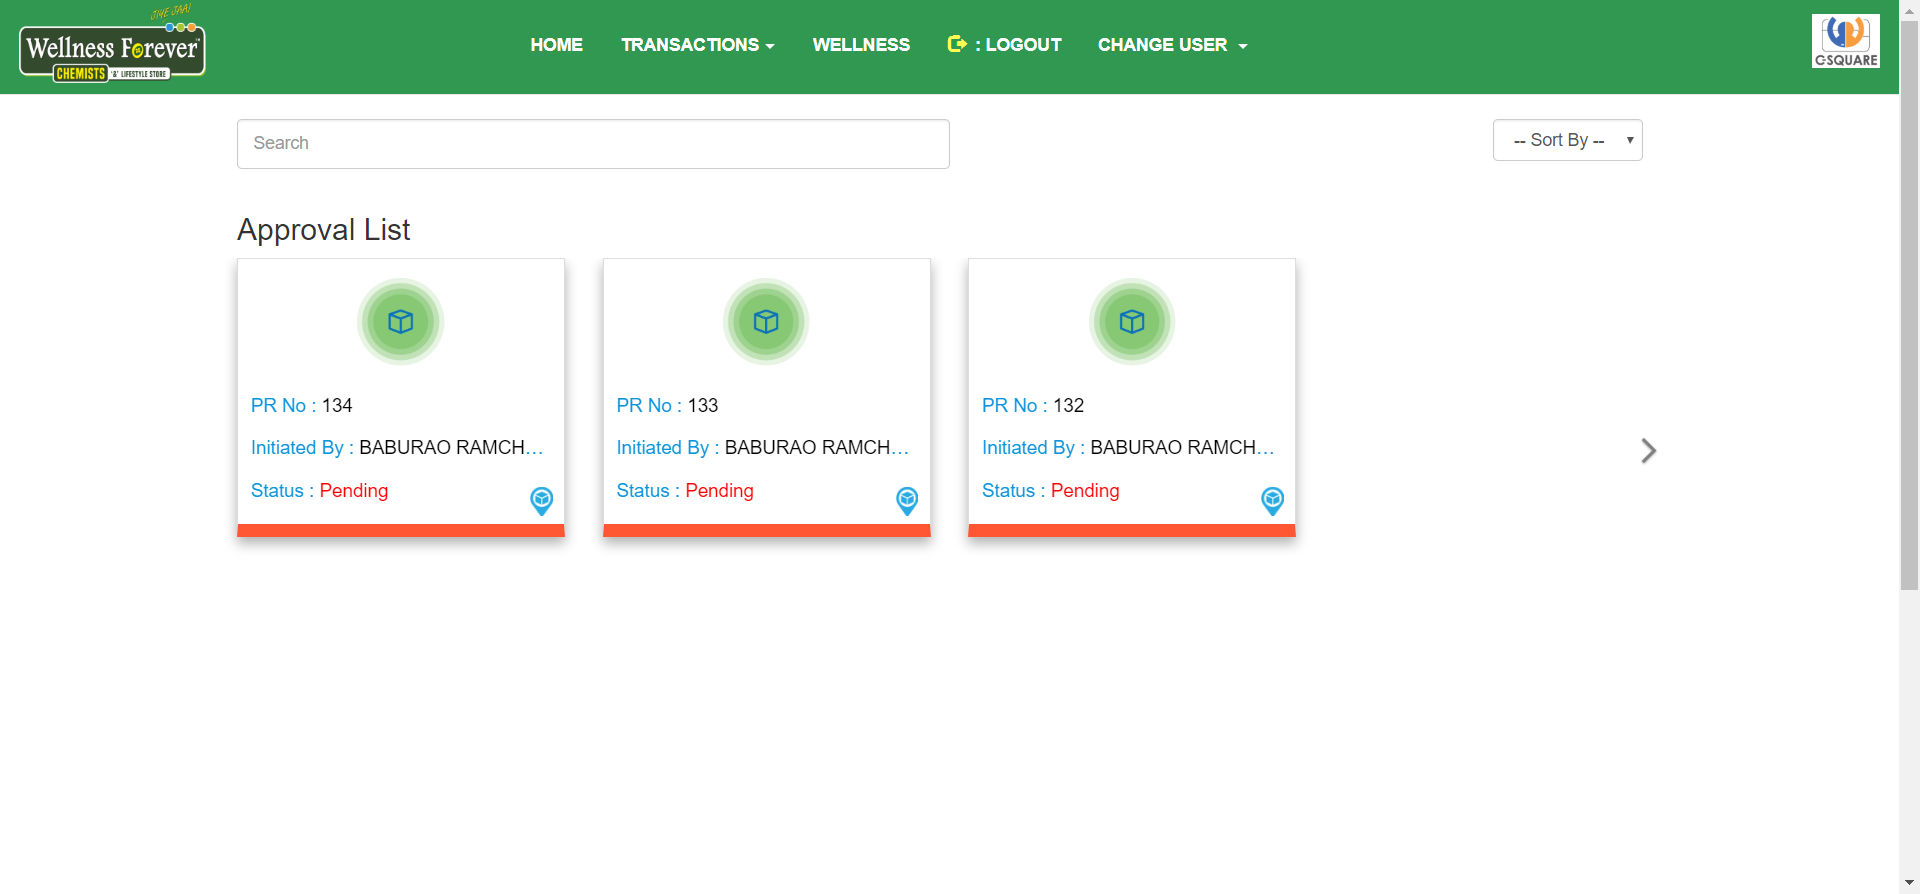 JIYE JAA!
Wellness Forever
CHEMISTS '&' LIFESTYLE STORE
HOME TRANSACTIONS WELLNESS : LOGOUT CHANGE USER
C-SQUARE
Search
-- Sort By --
Approval List
PR No : 134
Initiated By : BABURAO RAMCH...
Status : Pending
PR No : 133
Initiated By : BABURAO RAMCH...
Status : Pending
PR No : 132
Initiated By : BABURAO RAMCH...
Status : Pending